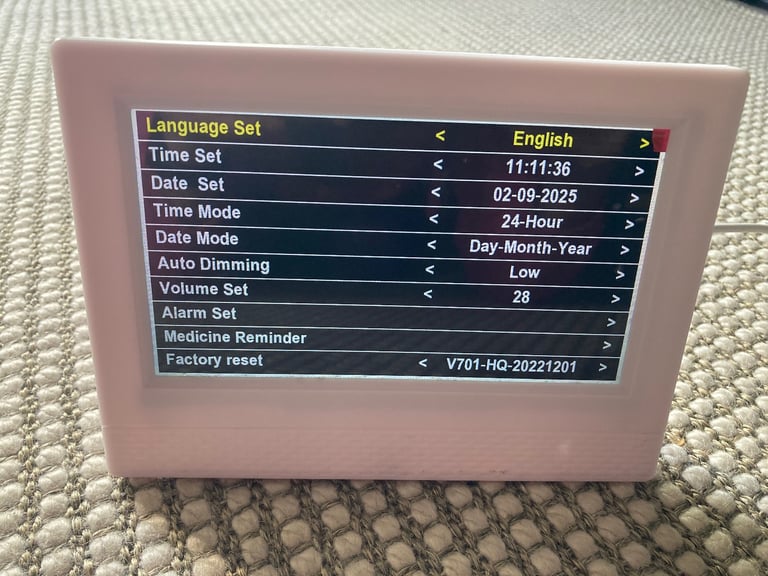 Language Set < English >
Time Set < 11:11:36 >
Date Set < 02-09-2025 >
Time Mode < 24-Hour >
Date Mode < Day-Month-Year >
Auto Dimming < Low >
Volume Set < 28 >
Alarm Set >
Medicine Reminder >
Factory reset < V701-HQ-20221201 >